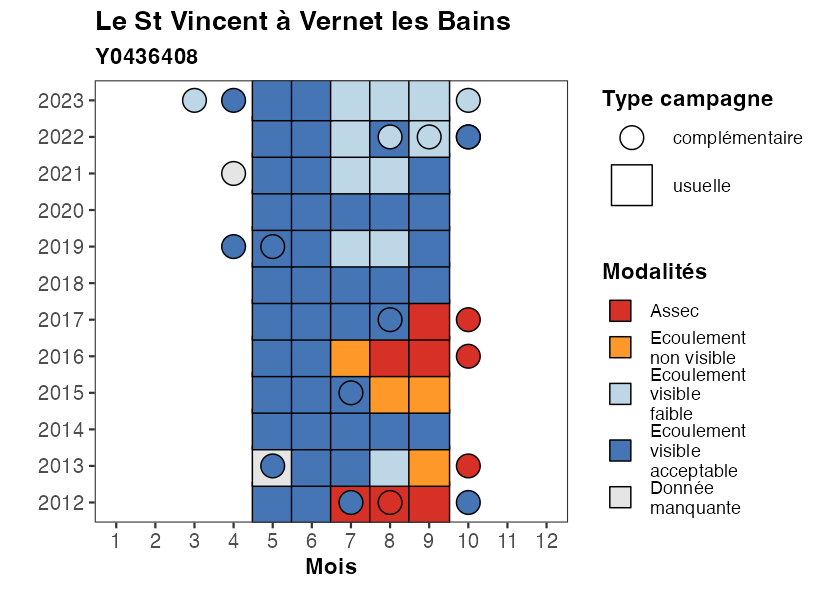 Le St Vincent à Vernet les Bains
Y0436408
2023
2022
2021
2020
2019
2018
2017
2016
2015
2014
2013
2012
1 2 3 4 5 6 7 8 9 10 11 12
Mois
Type campagne
complémentaire
usuelle
Modalités
Assec
Ecoulement
non visible
Ecoulement
visible
faible
Ecoulement
visible
acceptable
Donnée
manquante